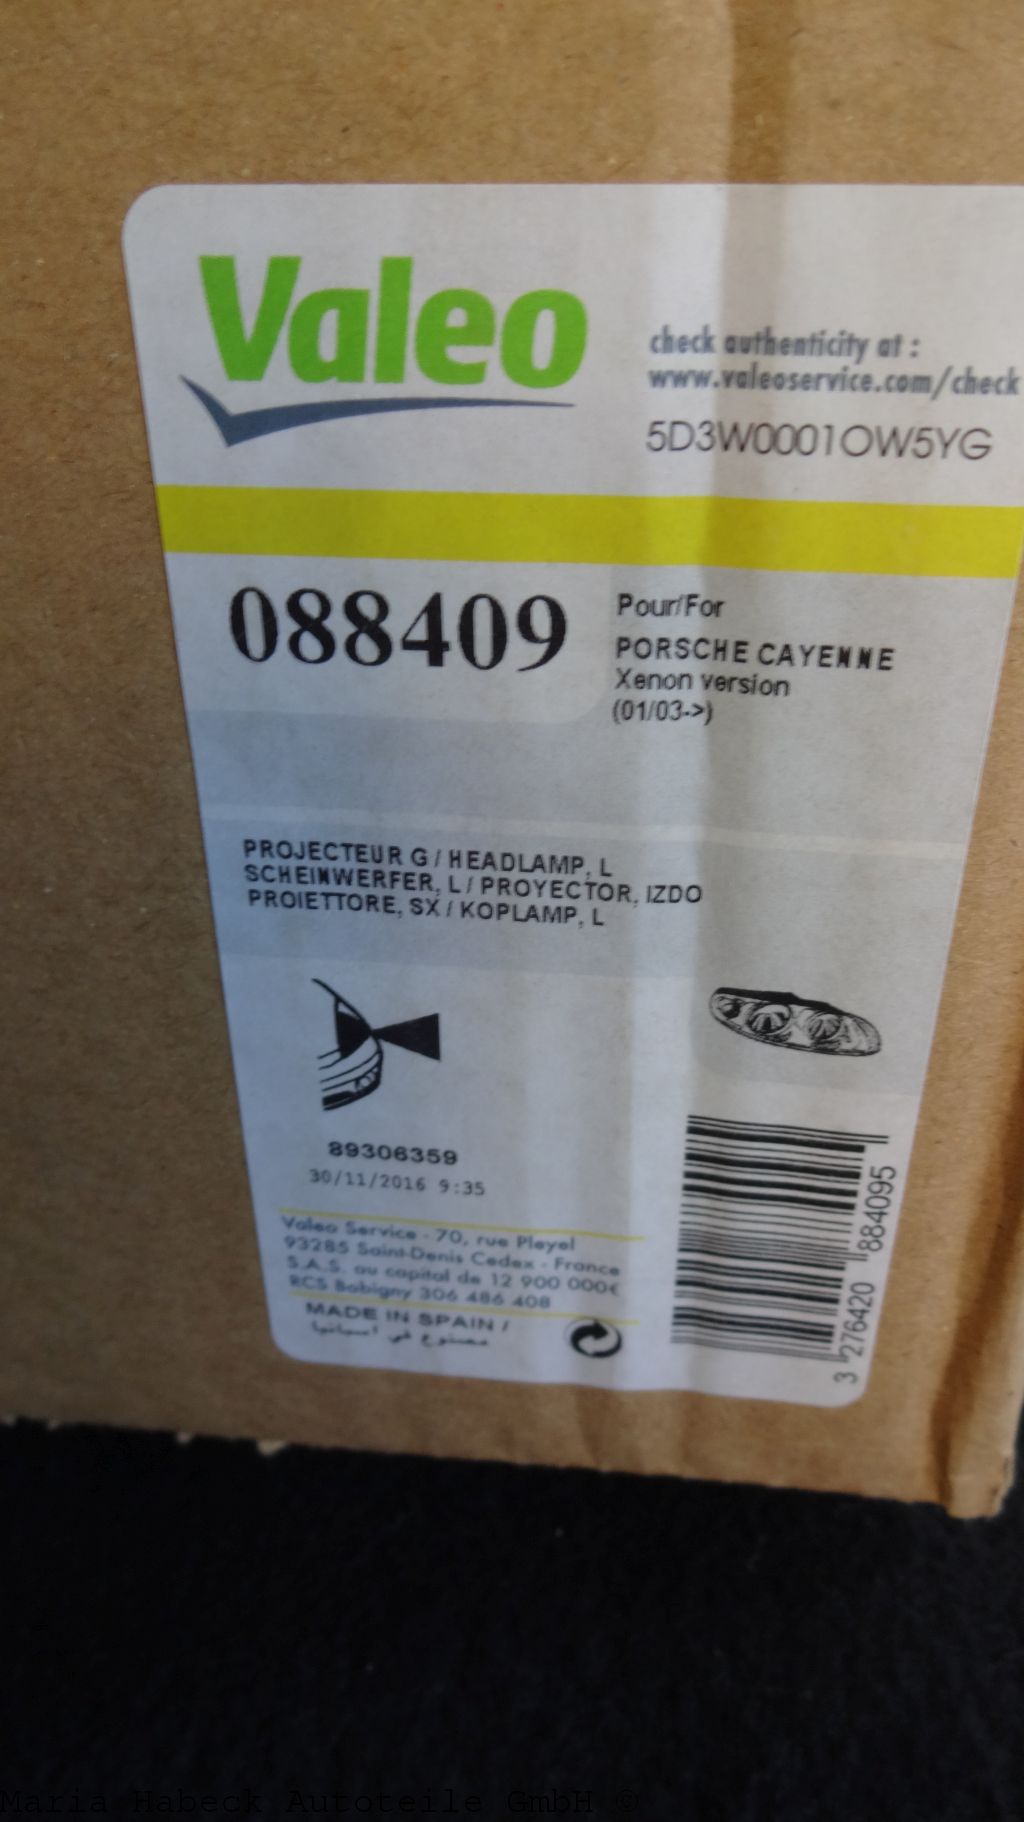 Valeo
check authenticity at :
www.valeoservice.com/check
5D3W0001OW5YG
088409
Pour/For
PORSCHE CAYENNE
Xenon version
(01/03->)
PROJECTEUR G / HEADLAMP, L
SCHEINWERFER, L / PROYECTOR, IZDO
PROIETTORE, SX / KOPLAMP, L
89306359
30/11/2016 9:35
Valeo Service - 70, rue Pleyel
93285 Saint-Denis Cedex - France
S.A.S. au capital de 12 900 000€
RCS Bobigny 306 486 408
MADE IN SPAIN /
مصنوع في اسبانيا
3 276420 884095
Maria Habeck Autoteile GmbH ©